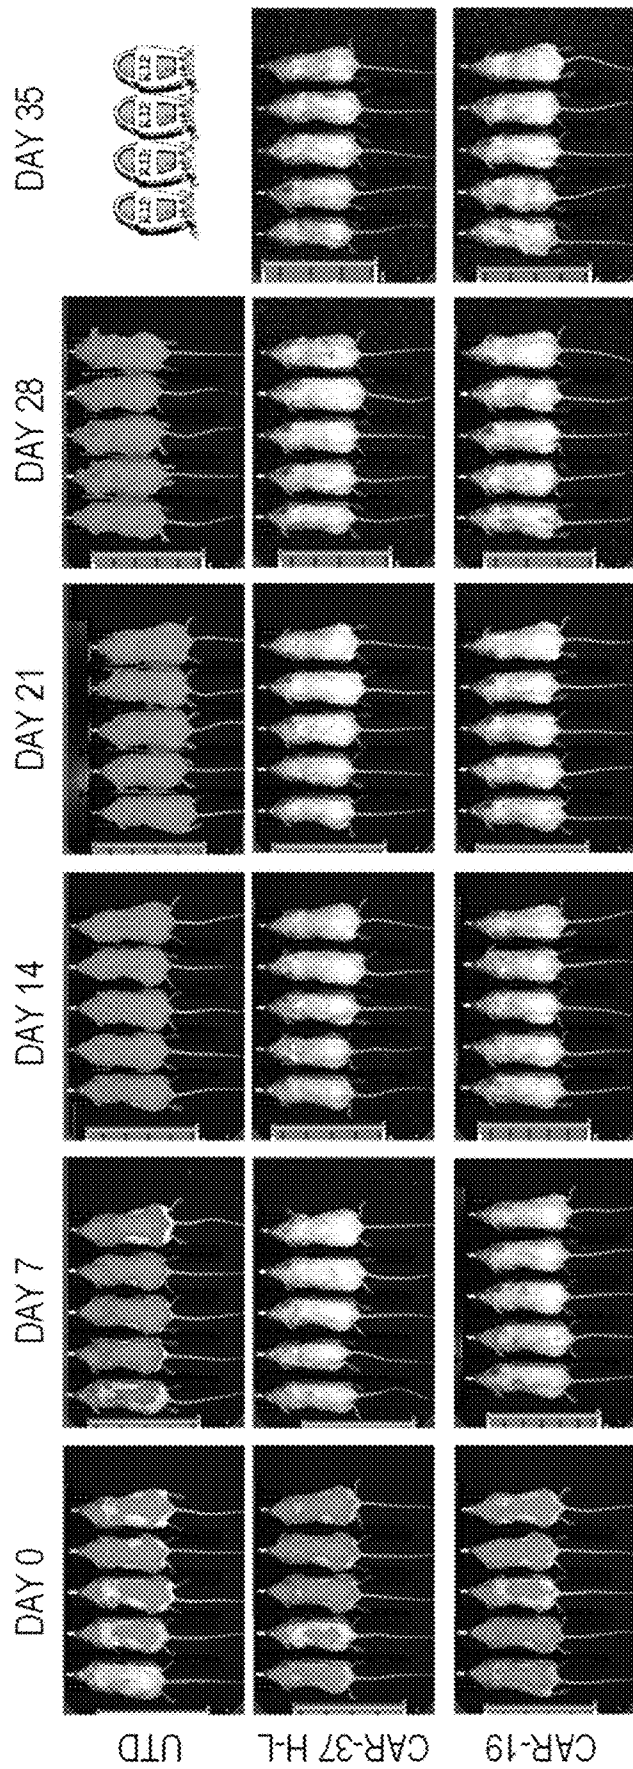 DAY 0
DAY 7
DAY 14
DAY 21
DAY 28
DAY 35
UTD
CAR-37 H-L
CAR-19
R.I.P.
R.I.P.
R.I.P.
R.I.P.